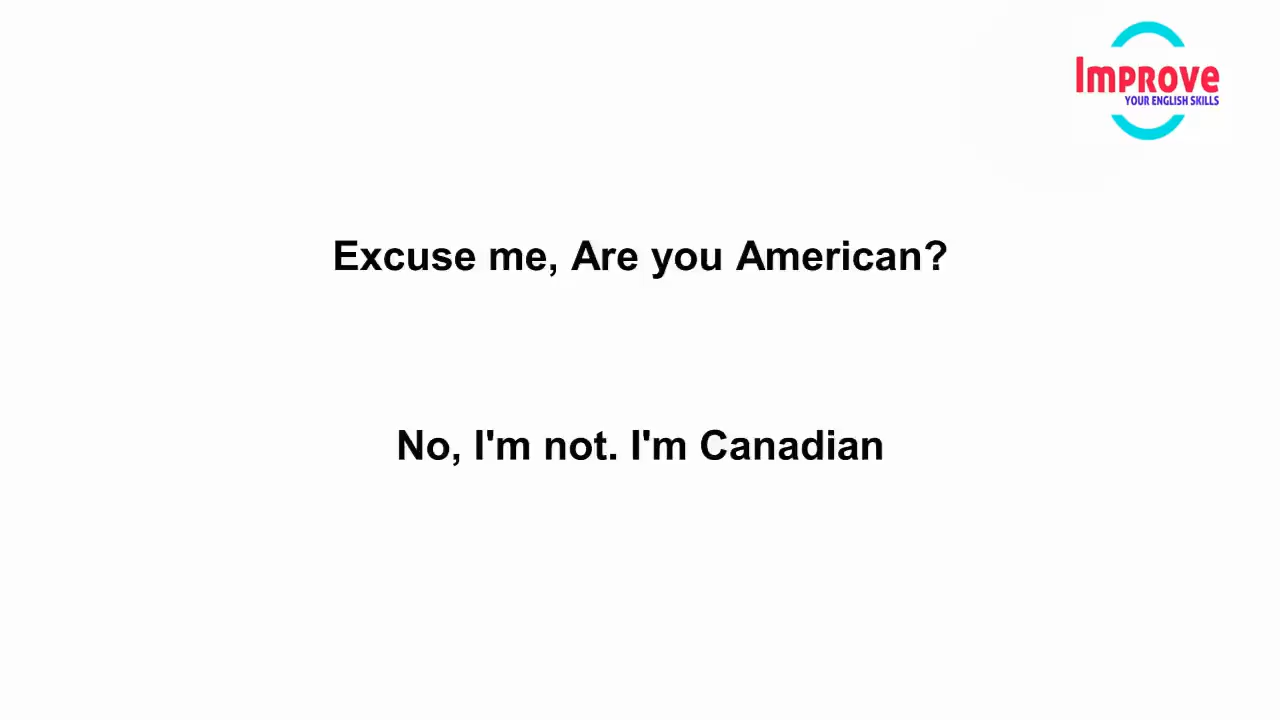 Improve
YOUR ENGLISH SKILLS
Excuse me, Are you American?
No, I'm not. I'm Canadian